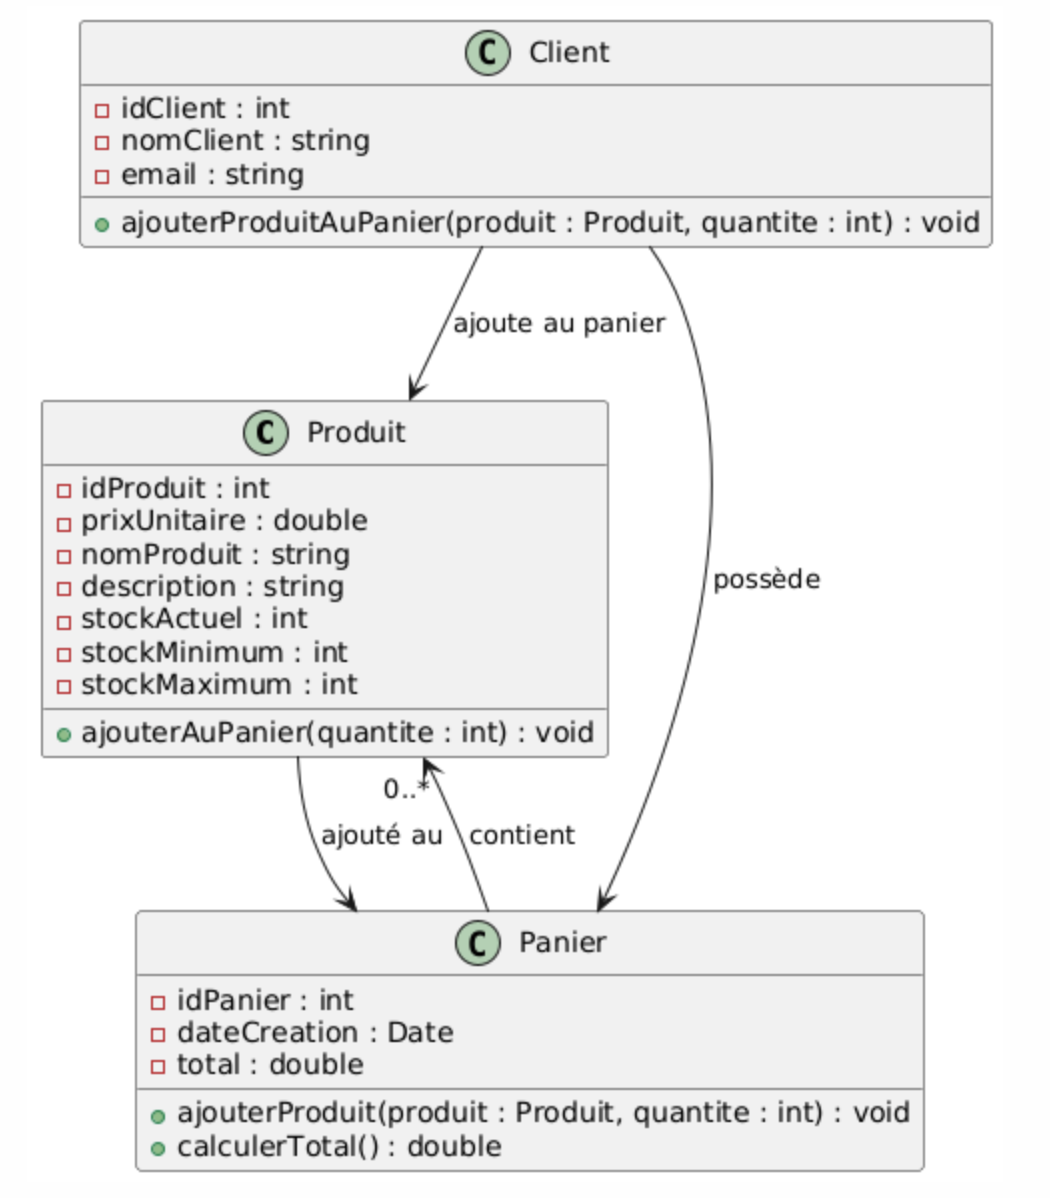 C Client
idClient : int
nomClient : string
email : string
ajouterProduitAuPanier(produit : Produit, quantite : int) : void
ajoute au panier
C Produit
idProduit : int
prixUnitaire : double
nomProduit : string
description : string
stockActuel : int
stockMinimum : int
stockMaximum : int
ajouterAuPanier(quantite : int) : void
possède
0..*
ajouté au
contient
C Panier
idPanier : int
dateCreation : Date
total : double
ajouterProduit(produit : Produit, quantite : int) : void
calculerTotal() : double